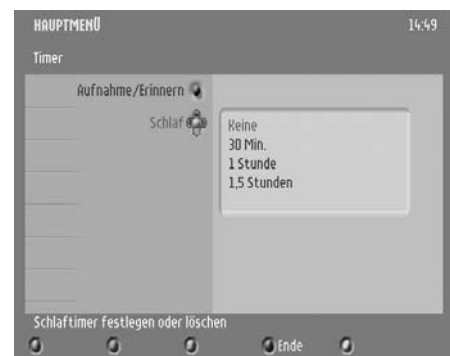 HAUPTMENÜ 14:49
Timer
Aufnahme/Erinnern
Schlaf
Keine
30 Min.
1 Stunde
1,5 Stunden
Schlaftimer festlegen oder löschen
Ende